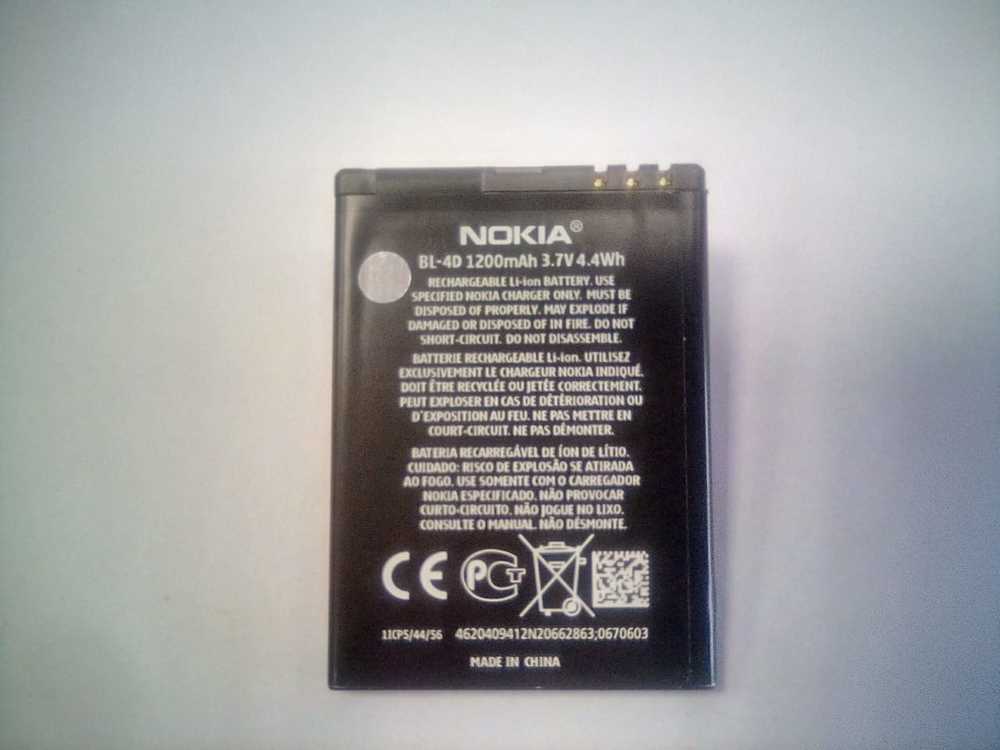 NOKIA®
BL-4D 1200mAh 3.7V 4.4Wh
RECHARGEABLE Li-ion BATTERY. USE
SPECIFIED NOKIA CHARGER ONLY. MUST BE
DISPOSED OF PROPERLY. MAY EXPLODE IF
DAMAGED OR DISPOSED OF IN FIRE. DO NOT
SHORT-CIRCUIT. DO NOT DISASSEMBLE.
BATTERIE RECHARGEABLE Li-ion. UTILISEZ
EXCLUSIVEMENT LE CHARGEUR NOKIA INDIQUÉ.
DOIT ÊTRE RECYCLÉE OU JETÉE CORRECTEMENT.
PEUT EXPLOSER EN CAS DE DÉTÉRIORATION OU
D'EXPOSITION AU FEU. NE PAS METTRE EN
COURT-CIRCUIT. NE PAS DÉMONTER.
BATERIA RECARREGÁVEL DE ÍON DE LÍTIO.
CUIDADO: RISCO DE EXPLOSÃO SE ATIRADA
AO FOGO. USE SOMENTE COM O CARREGADOR
NOKIA ESPECIFICADO. NÃO PROVOCAR
CURTO-CIRCUITO. NÃO JOGUE NO LIXO.
CONSULTE O MANUAL. NÃO DESMONTE.
CE PCT
1ICP5/44/56 4620409412N20662863;0670603
MADE IN CHINA